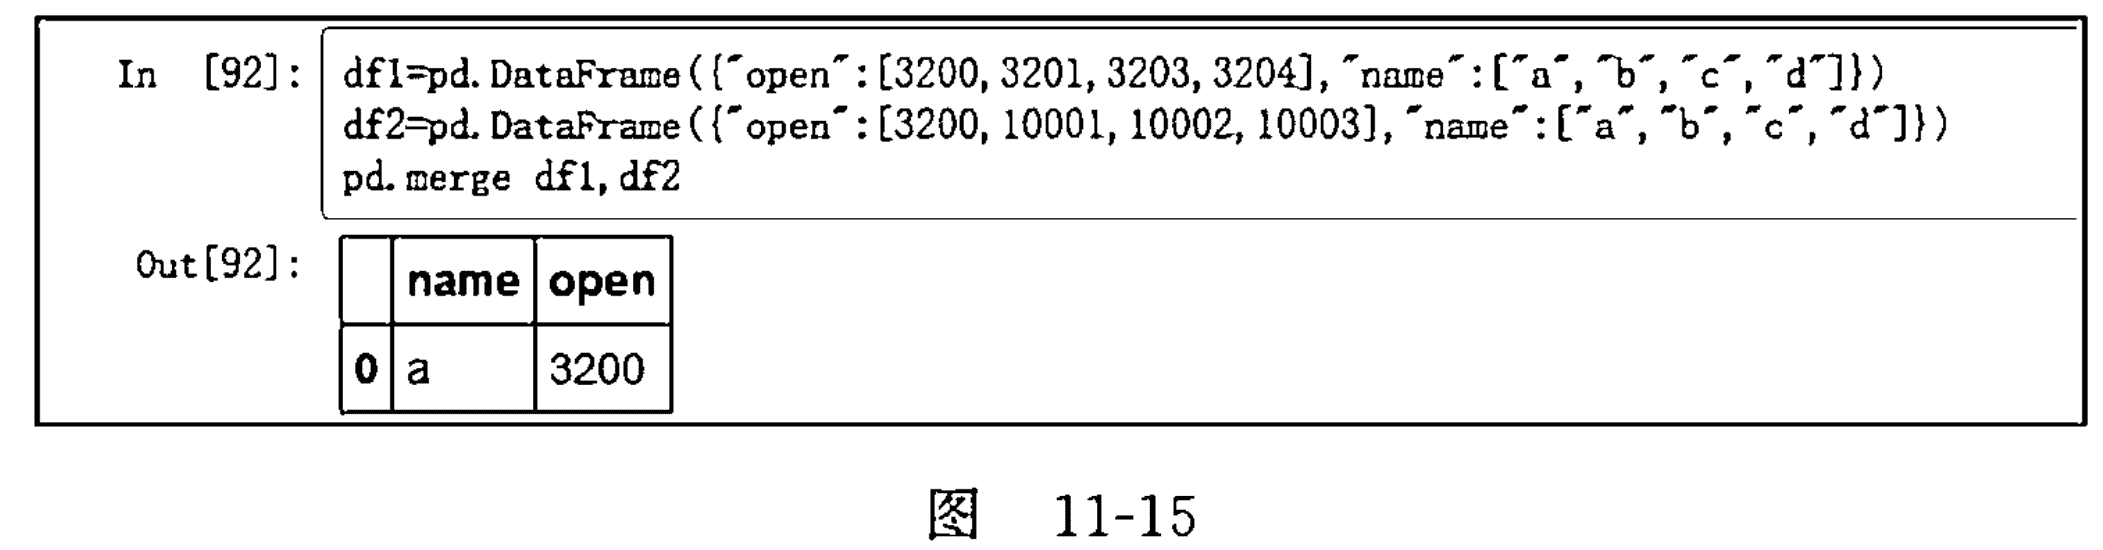 In [92]: df1=pd.DataFrame({"open":[3200,3201,3203,3204],"name":["a","b","c","d"]})
df2=pd.DataFrame({"open":[3200,10001,10002,10003],"name":["a","b","c","d"]})
pd.merge df1,df2
Out[92]:
name open
0 a 3200
图 11-15